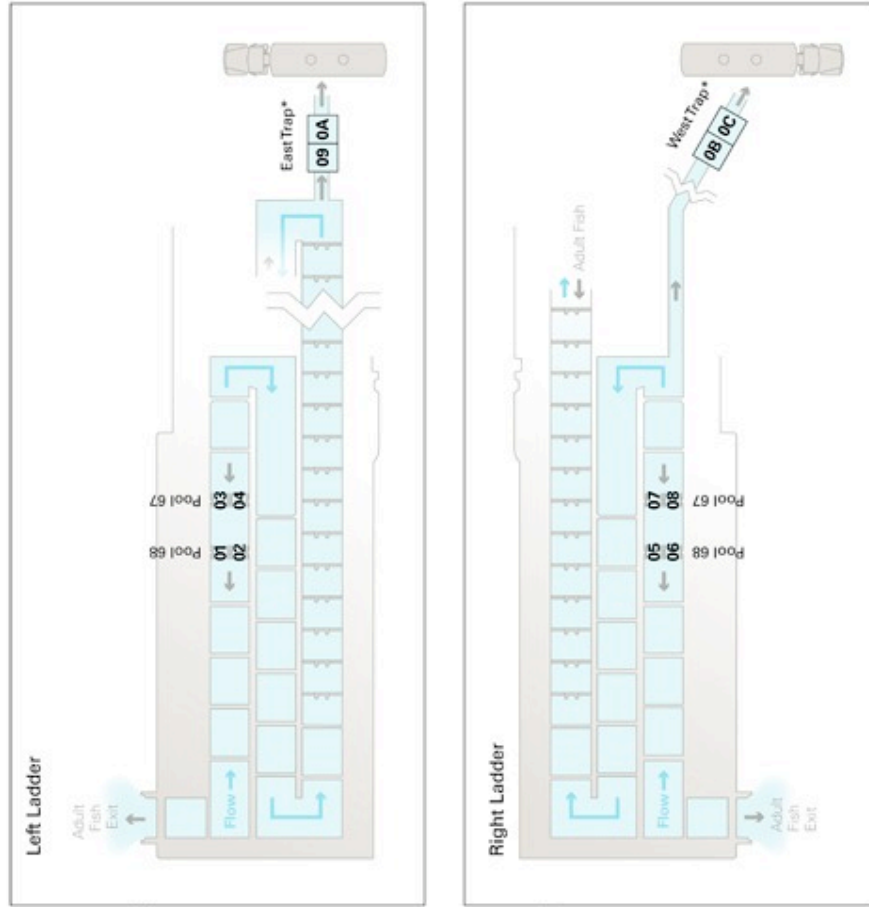 Left Ladder
East Trap*
09 0A
Pool 68
Pool 67
01 03
02 04
Adult
Fish
Exit
Flow
Right Ladder
West Trap*
0B 0C
Adult Fish
05 07
06 08
Pool 68
Pool 67
Flow
Adult
Fish
Exit